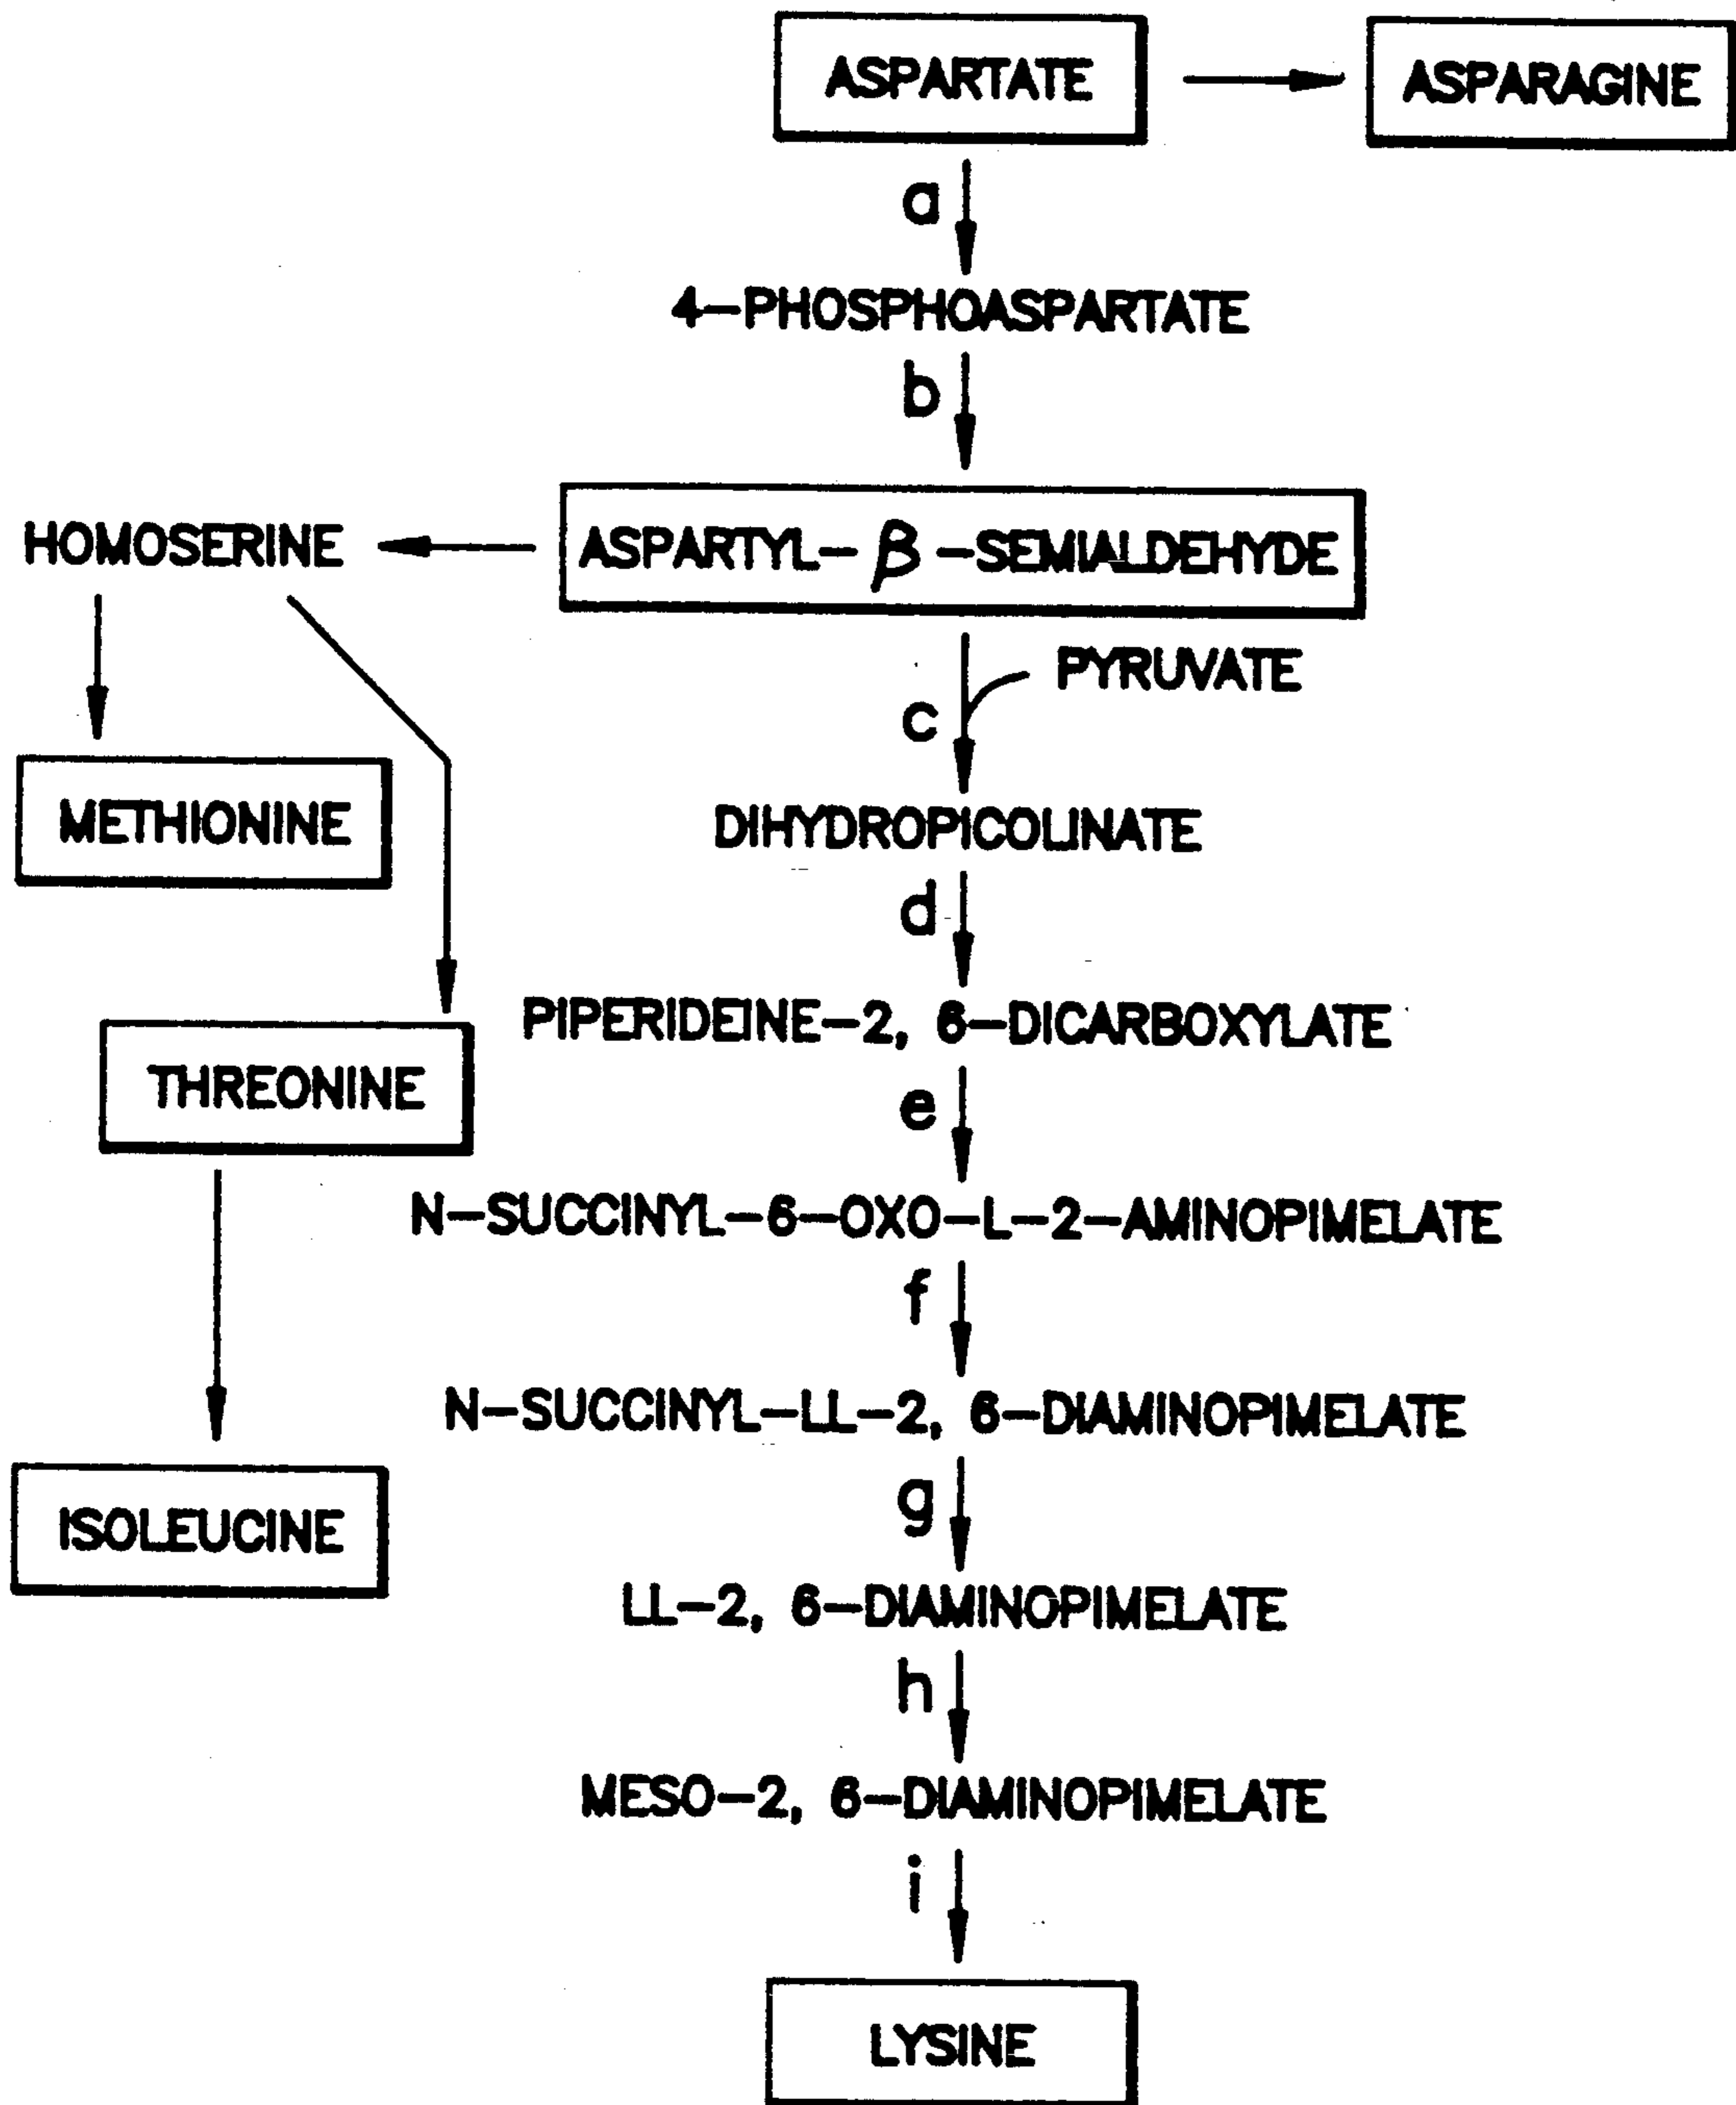 ASPARTATE
ASPARAGINE
a
4-PHOSPHOASPARTATE
b
HOMOSERINE
ASPARTYL-β-SEMIALDEHYDE
PYRUVATE
c
METHIONINE
DIHYDROPICOLINATE
d
PIPERIDEINE-2, 6-DICARBOXYLATE
THREONINE
e
N-SUCCINYL-6-OXO-L-2-AMINOPIMELATE
f
N-SUCCINYL-LL-2, 6-DIAMINOPIMELATE
g
ISOLEUCINE
LL-2, 6-DIAMINOPIMELATE
h
MESO-2, 6-DIAMINOPIMELATE
i
LYSINE